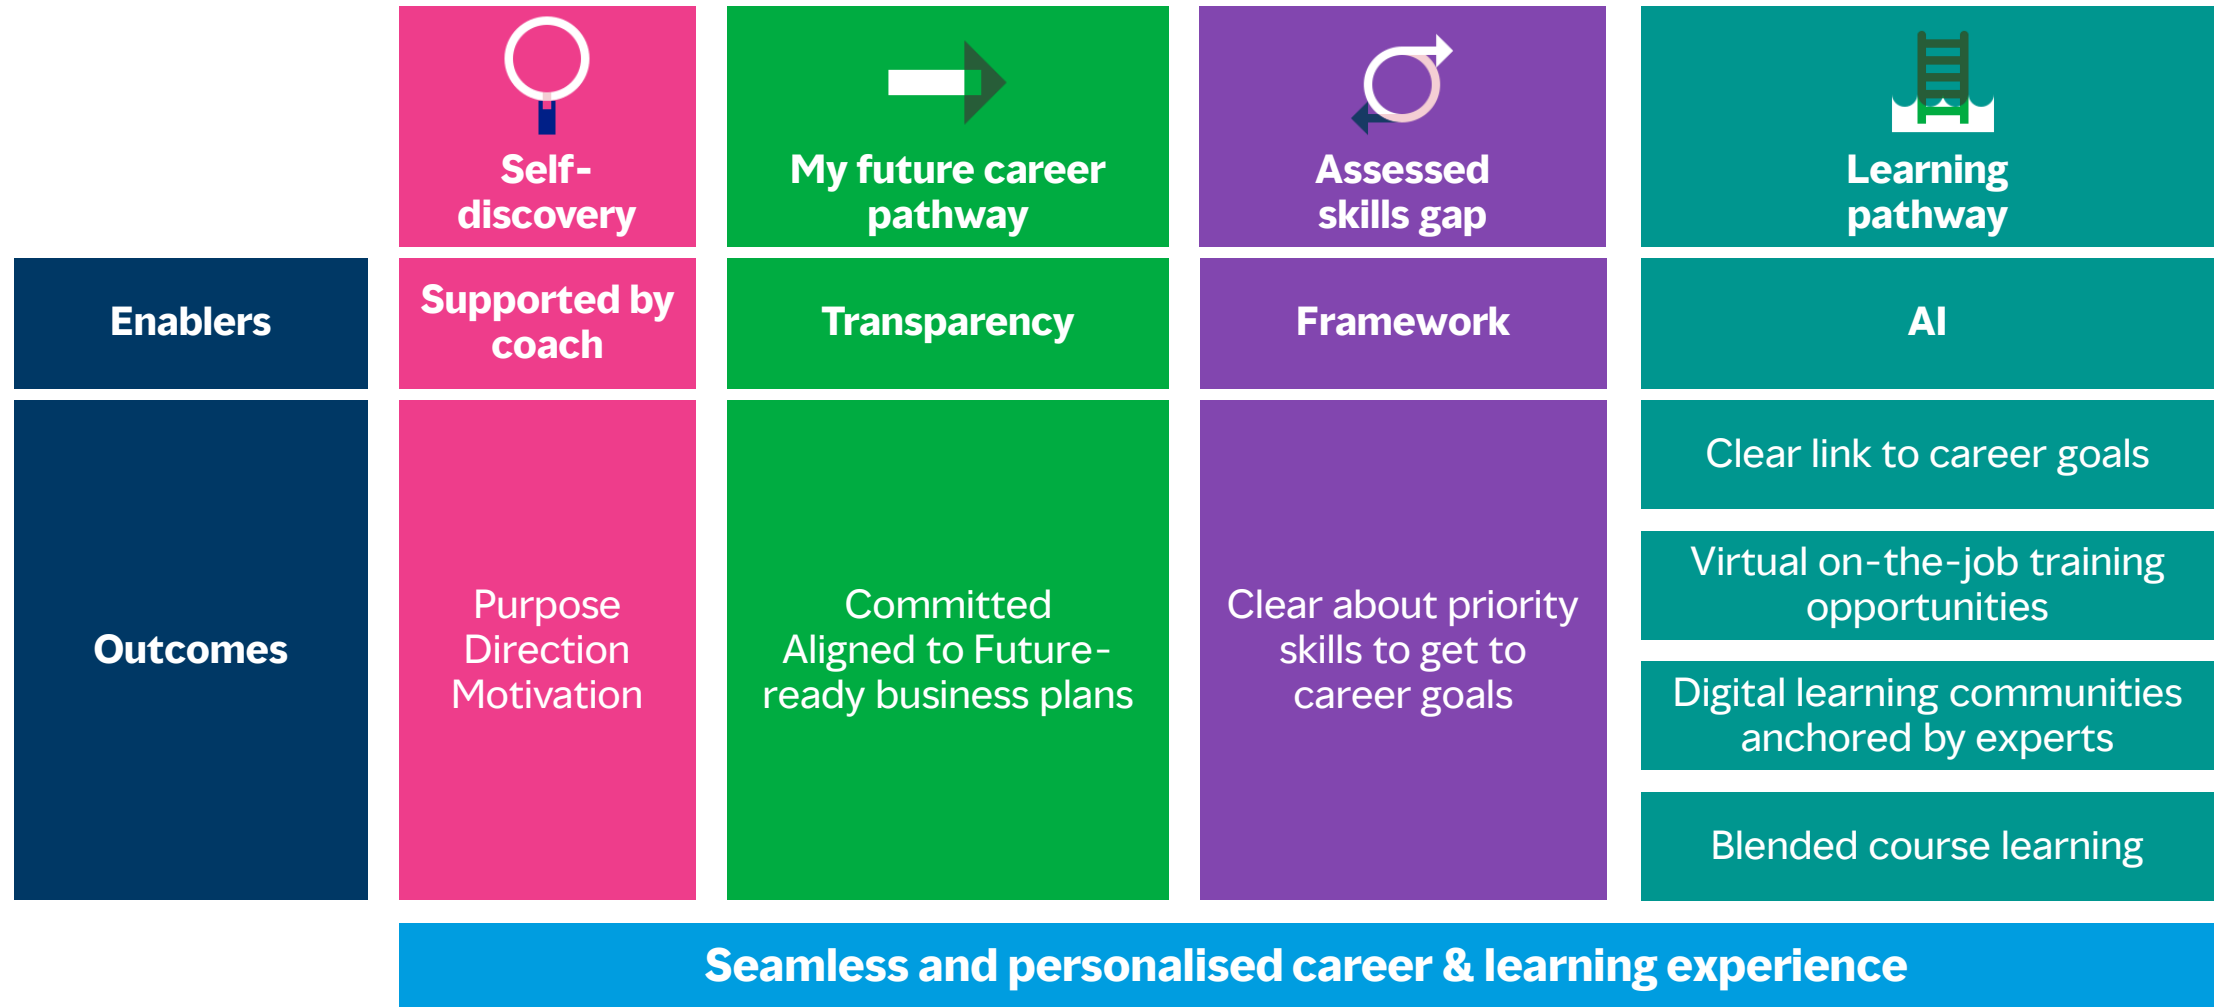 Self-
discovery
My future career
pathway
Assessed
skills gap
Learning
pathway
Enablers
Supported by
coach
Transparency
Framework
AI
Outcomes
Purpose
Direction
Motivation
Committed
Aligned to Future-
ready business plans
Clear about priority
skills to get to
career goals
Clear link to career goals
Virtual on-the-job training
opportunities
Digital learning communities
anchored by experts
Blended course learning
Seamless and personalised career & learning experience